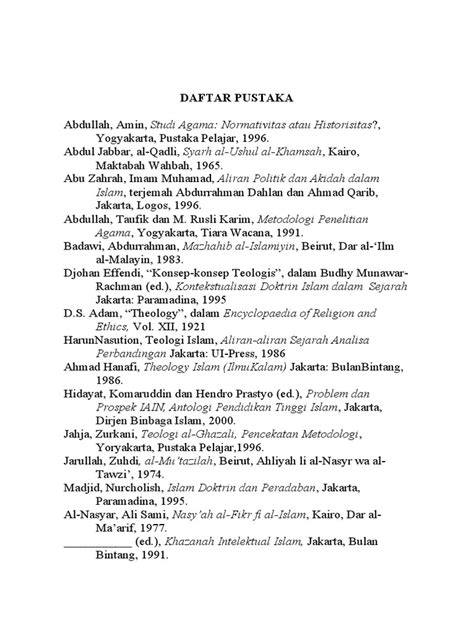 DAFTAR PUSTAKA
Abdullah, Amin, Studi Agama: Normativitas atau Historisitas?,
Yogyakarta, Pustaka Pelajar, 1996.
Abdul Jabbar, al-Qadli, Syarh al-Ushul al-Khamsah, Kairo,
Maktabah Wahbah, 1965.
Abu Zahrah, Imam Muhamad, Aliran Politik dan Akidah dalam
Islam, terjemah Abdurrahman Dahlan dan Ahmad Qarib,
Jakarta, Logos, 1996.
Abdullah, Taufik dan M. Rusli Karim, Metodologi Penelitian
Agama, Yogyakarta, Tiara Wacana, 1991.
Badawi, Abdurrahman, Mazhahib al-Islamiyin, Beirut, Dar al-‘Ilm
al-Malayin, 1983.
Djohan Effendi, “Konsep-konsep Teologis”, dalam Budhy Munawar-
Rachman (ed.), Kontekstualisasi Doktrin Islam dalam Sejarah
Jakarta: Paramadina, 1995
D.S. Adam, “Theology”, dalam Encyclopaedia of Religion and
Ethics, Vol. XII, 1921
HarunNasution, Teologi Islam, Aliran-aliran Sejarah Analisa
Perbandingan Jakarta: UI-Press, 1986
Ahmad Hanafi, Theology Islam (IlmuKalam) Jakarta: BulanBintang,
1986.
Hidayat, Komaruddin dan Hendro Prastyo (ed.), Problem dan
Prospek IAIN, Antologi Pendidikan Tinggi Islam, Jakarta,
Dirjen Binbaga Islam, 2000.
Jahja, Zurkani, Teologi al-Ghazali, Pencekatan Metodologi,
Yoryakarta, Pustaka Pelajar,1996.
Jarullah, Zuhdi, al-Mu’tazilah, Beirut, Ahliyah li al-Nasyr wa al-
Tawzi’, 1974.
Madjid, Nurcholish, Islam Doktrin dan Peradaban, Jakarta,
Paramadina, 1995.
Al-Nasyar, Ali Sami, Nasy’ah al-Fikr fi al-Islam, Kairo, Dar al-
Ma’arif, 1977.
___________ (ed.), Khazanah Intelektual Islam, Jakarta, Bulan
Bintang, 1991.